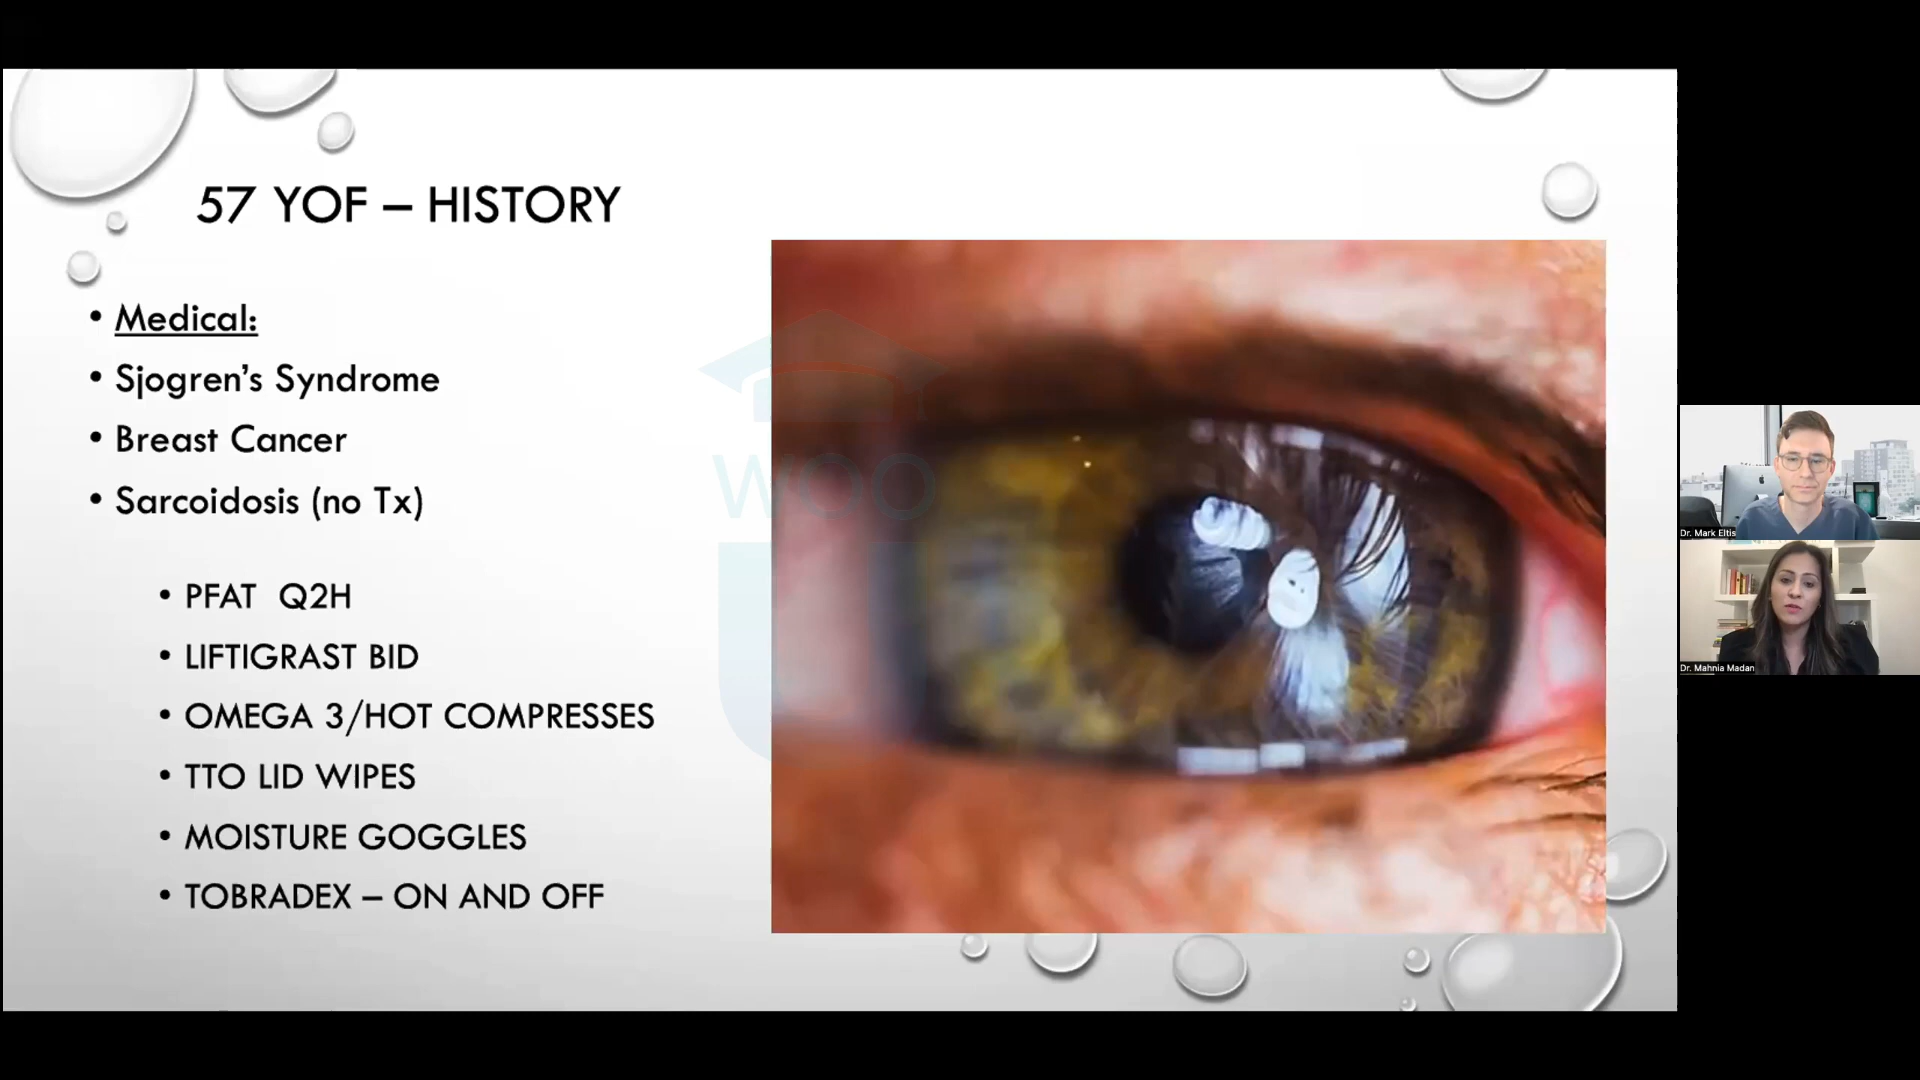 57 YOF – HISTORY
• Medical:
• Sjogren’s Syndrome
• Breast Cancer
• Sarcoidosis (no Tx)
• PFAT Q2H
• LIFTIGRAST BID
• OMEGA 3/HOT COMPRESSES
• TTO LID WIPES
• MOISTURE GOGGLES
• TOBRADEX – ON AND OFF
WOO
Dr. Mark Eltis
Dr. Mahnia Madan